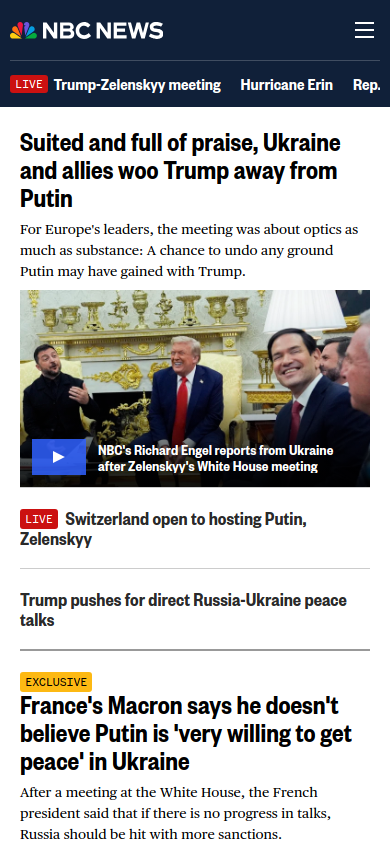 NBC NEWS
LIVE Trump-Zelenskyy meeting Hurricane Erin Rep.
Suited and full of praise, Ukraine
and allies woo Trump away from
Putin
For Europe's leaders, the meeting was about optics as
much as substance: A chance to undo any ground
Putin may have gained with Trump.
NBC's Richard Engel reports from Ukraine
after Zelenskyy's White House meeting
LIVE Switzerland open to hosting Putin,
Zelenskyy
Trump pushes for direct Russia-Ukraine peace
talks
EXCLUSIVE
France's Macron says he doesn't
believe Putin is 'very willing to get
peace' in Ukraine
After a meeting at the White House, the French
president said that if there is no progress in talks,
Russia should be hit with more sanctions.